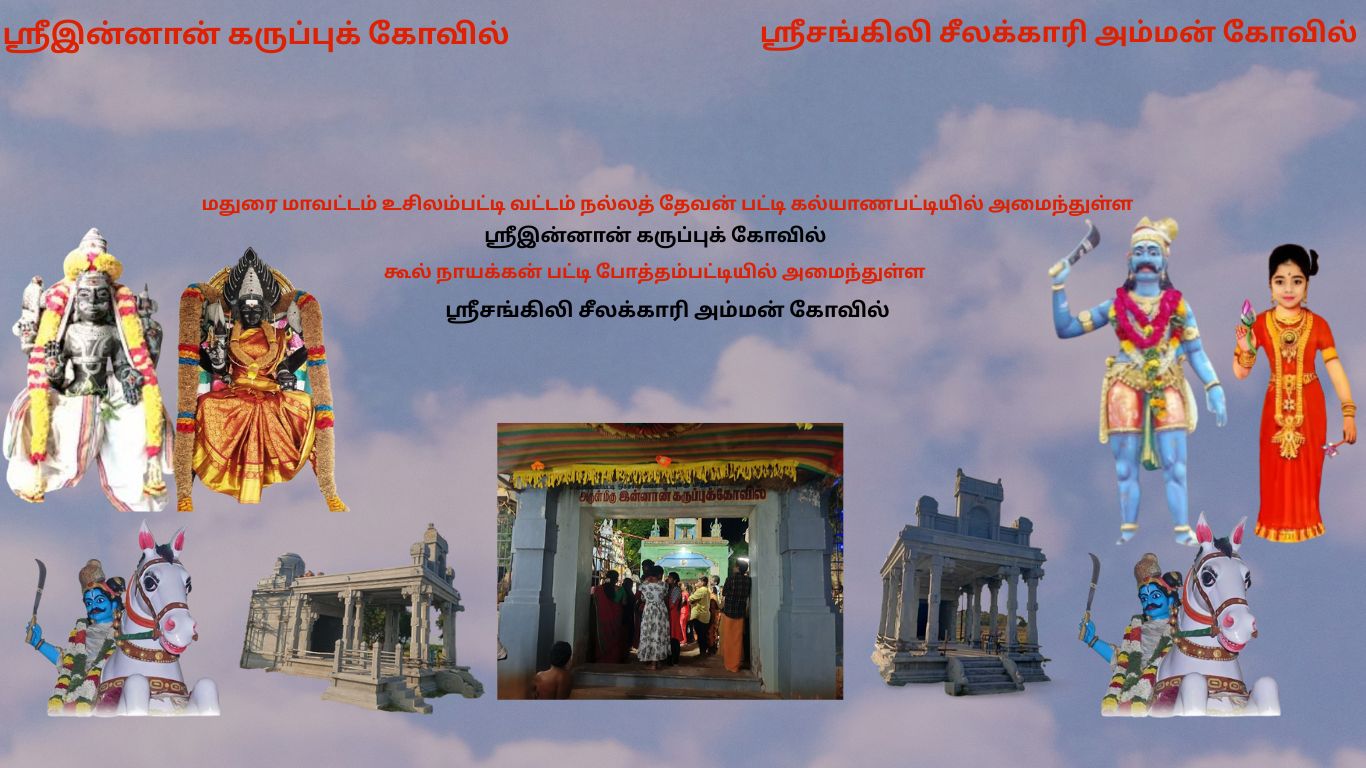 ஸ்ரீஇன்னான் கருப்புக் கோவில்
ஸ்ரீசங்கிலி சீலக்காரி அம்மன் கோவில்
மதுரை மாவட்டம் உசிலம்பட்டி வட்டம் நல்லத் தேவன் பட்டி கல்யாணபட்டியில் அமைந்துள்ள
ஸ்ரீஇன்னான் கருப்புக் கோவில்
கூல் நாயக்கன் பட்டி போத்தம்பட்டியில் அமைந்துள்ள
ஸ்ரீசங்கிலி சீலக்காரி அம்மன் கோவில்
அருள்மிகு இன்னான் கருப்புக்கோவில்